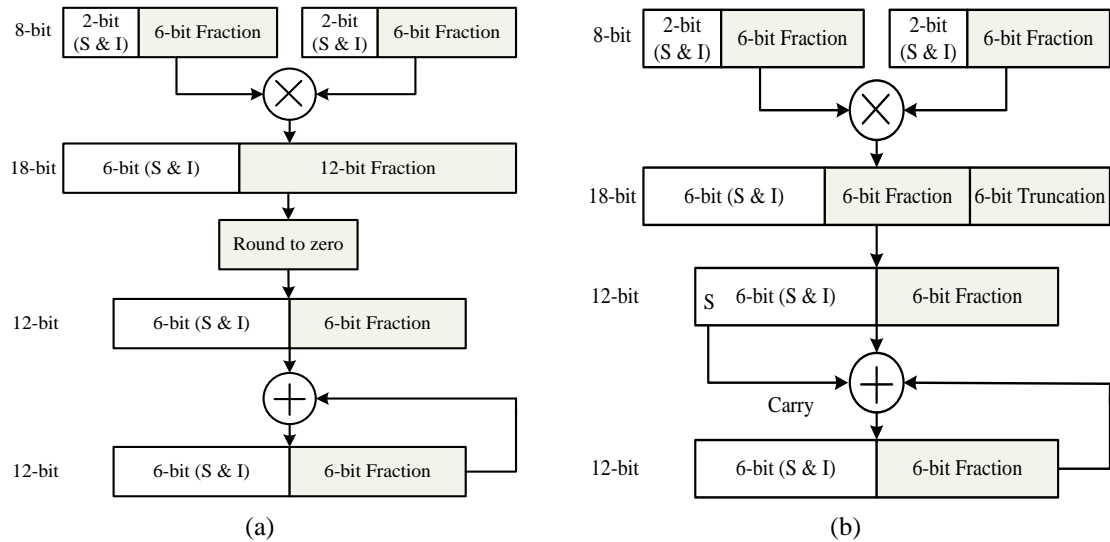 8-bit
2-bit
(S & I)
6-bit Fraction
2-bit
(S & I)
6-bit Fraction
18-bit
6-bit (S & I)
12-bit Fraction
Round to zero
12-bit
6-bit (S & I)
6-bit Fraction
12-bit
6-bit (S & I)
6-bit Fraction
(a)
8-bit
2-bit
(S & I)
6-bit Fraction
2-bit
(S & I)
6-bit Fraction
18-bit
6-bit (S & I)
6-bit Fraction
6-bit Truncation
12-bit
S
6-bit (S & I)
6-bit Fraction
Carry
12-bit
6-bit (S & I)
6-bit Fraction
(b)